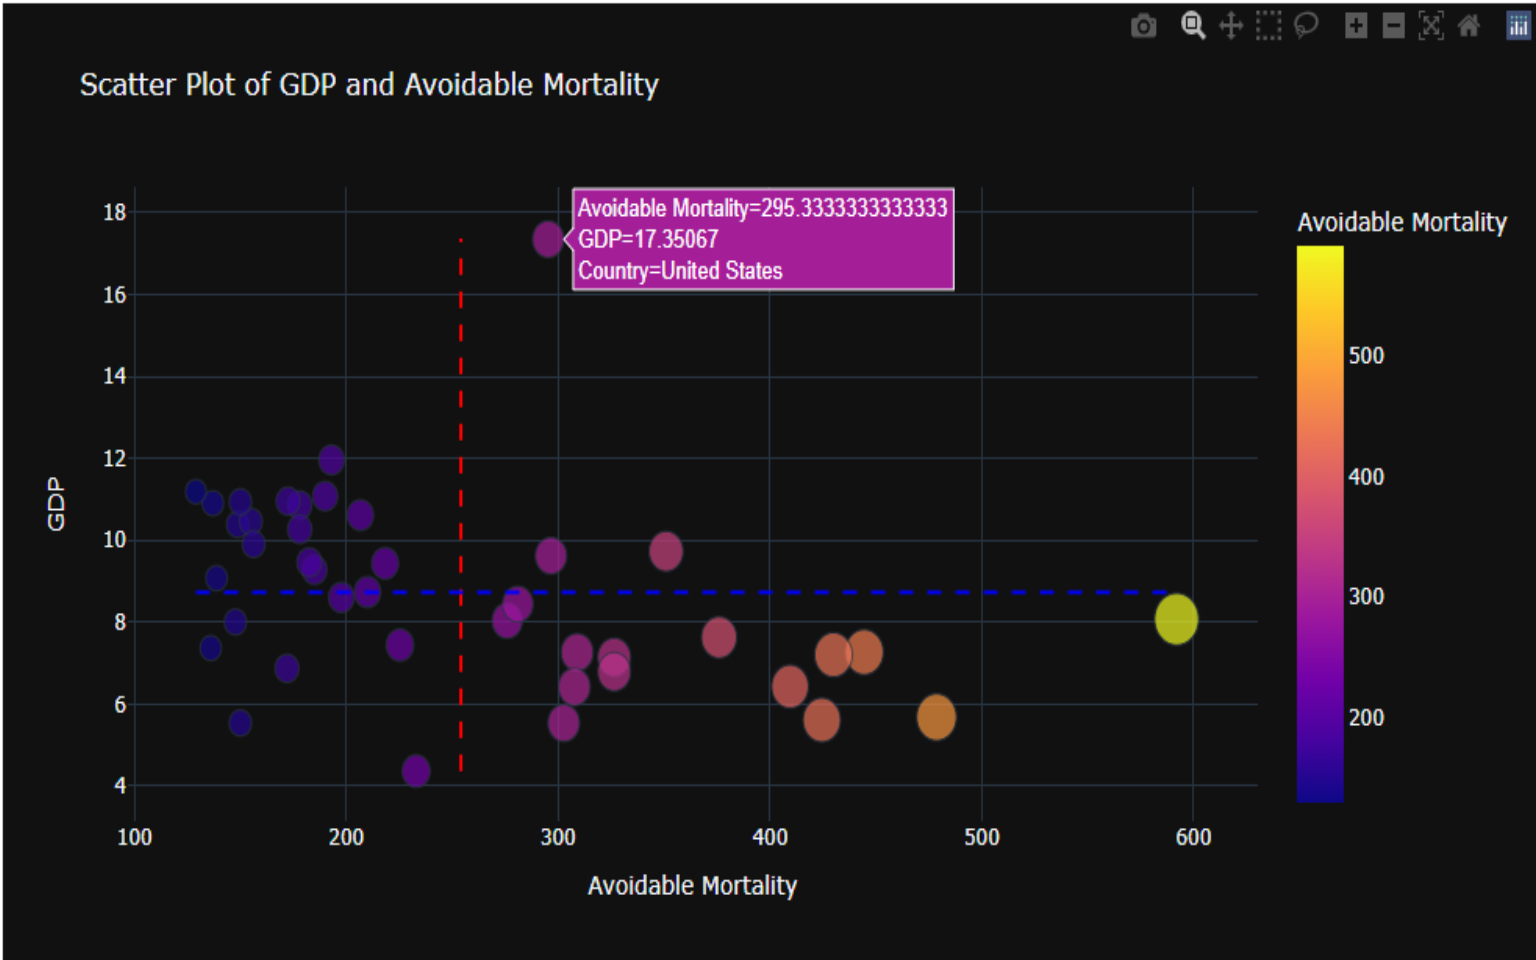 Scatter Plot of GDP and Avoidable Mortality
Avoidable Mortality=295.3333333333333
GDP=17.35067
Country=United States
18
16
14
12
10
8
6
4
GDP
100 200 300 400 500 600
Avoidable Mortality
Avoidable Mortality
500
400
300
200